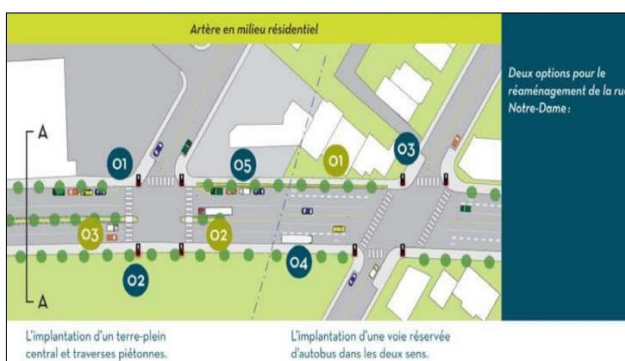 Artère en milieu résidentiel
Deux options pour le
réaménagement de la rue
Notre-Dame :
A
01
05
01
03
03
02
02
04
A
L'implantation d'un terre-plein
central et traverses piétonnes.
L'implantation d'une voie réservée
d'autobus dans les deux sens.